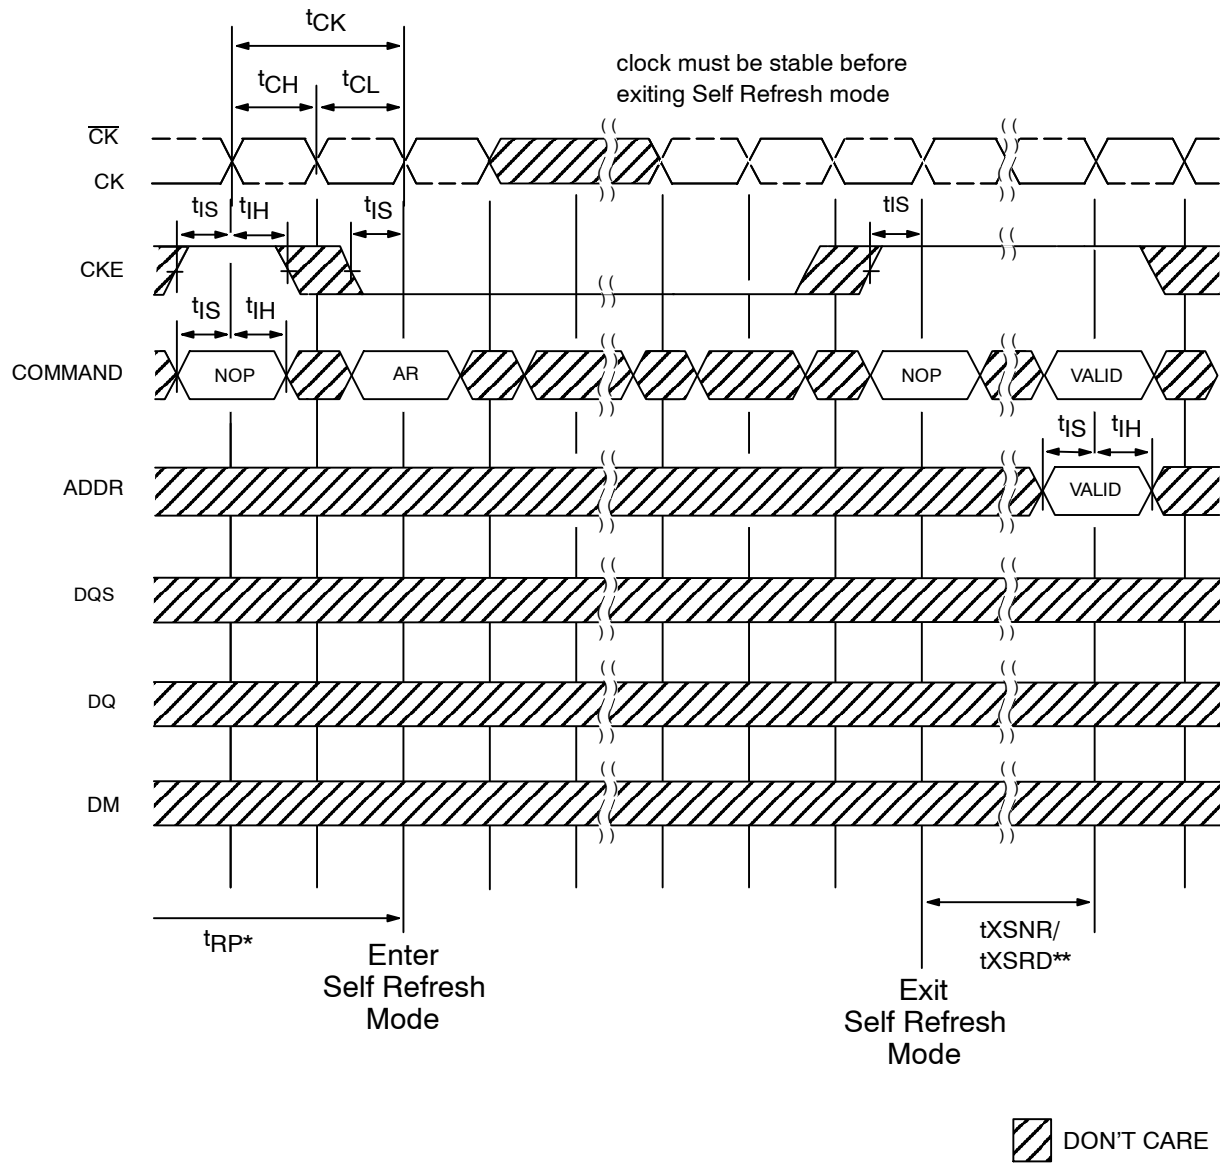 tCK
clock must be stable before
exiting Self Refresh mode
tCH
tCL
CK
CK
tIS
tIH
tIS
tIS
CKE
tIS
tIH
COMMAND
NOP
AR
NOP
VALID
tIS
tIH
ADDR
VALID
DQS
DQ
DM
tRP*
Enter
Self Refresh
Mode
tXSNR/
tXSRD**
Exit
Self Refresh
Mode
DON'T CARE